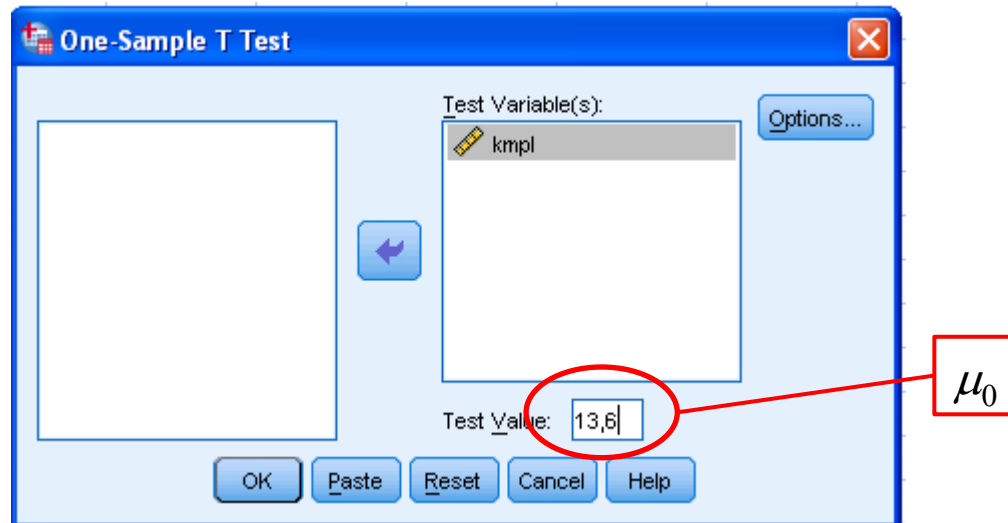 One-Sample T Test
Test Variable(s):
Options...
kmpl
μ0
Test Value: 13,6
OK Paste Reset Cancel Help